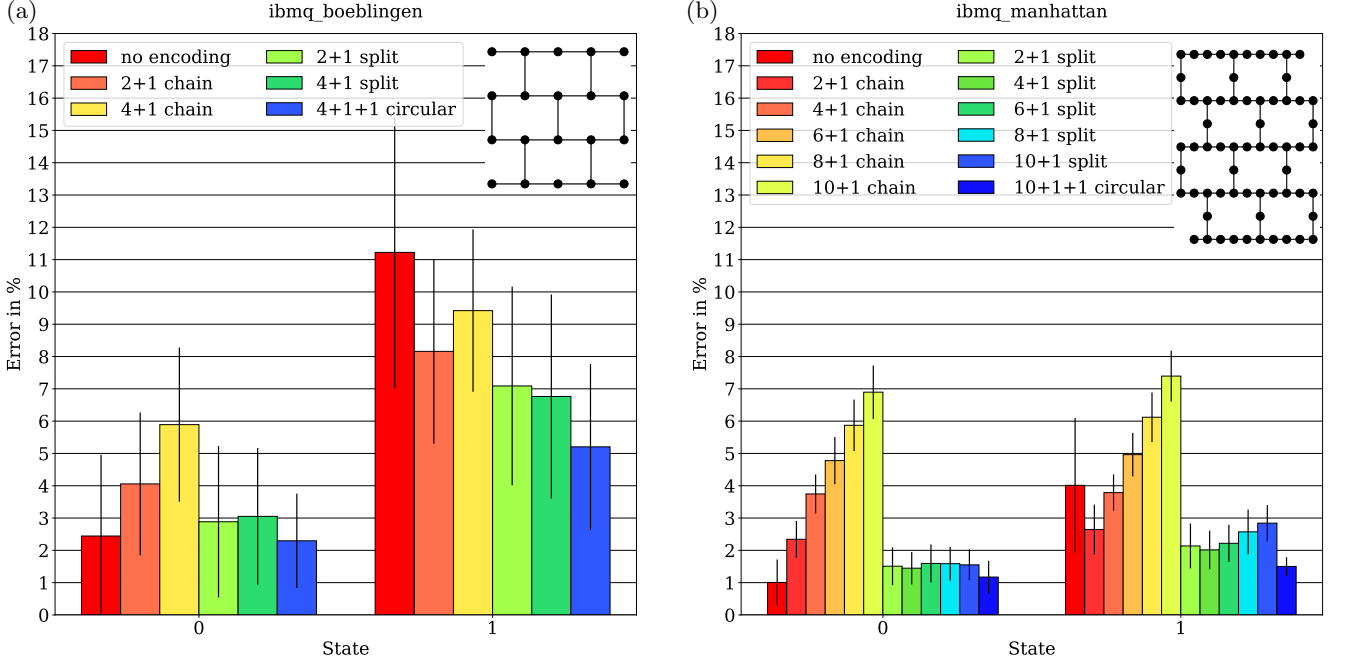 (a)
ibmq_boeblingen
18
17
16
15
14
13
12
11
10
9
8
7
6
5
4
3
2
1
0
Error in %
no encoding
2+1 chain
4+1 chain
2+1 split
4+1 split
4+1+1 circular
0
1
State
(b)
ibmq_manhattan
18
17
16
15
14
13
12
11
10
9
8
7
6
5
4
3
2
1
0
Error in %
no encoding
2+1 chain
4+1 chain
6+1 chain
8+1 chain
10+1 chain
2+1 split
4+1 split
6+1 split
8+1 split
10+1 split
10+1+1 circular
0
1
State